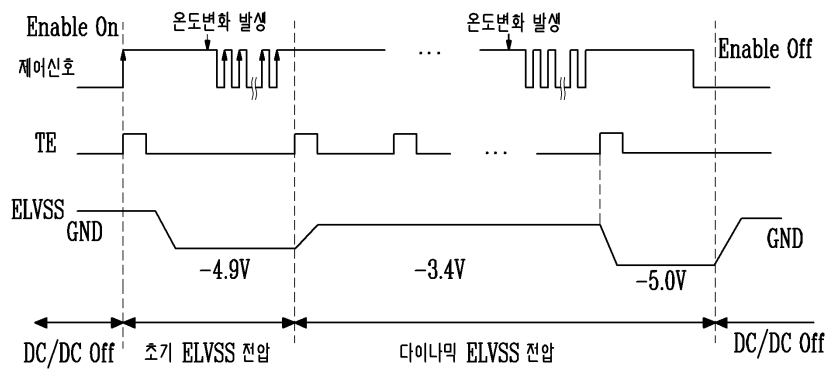 Enable On
온도변화 발생
온도변화 발생
Enable Off
제어신호
...
TE
...
ELVSS
GND
GND
-4.9V
-3.4V
-5.0V
DC/DC Off
초기 ELVSS 전압
다이나믹 ELVSS 전압
DC/DC Off